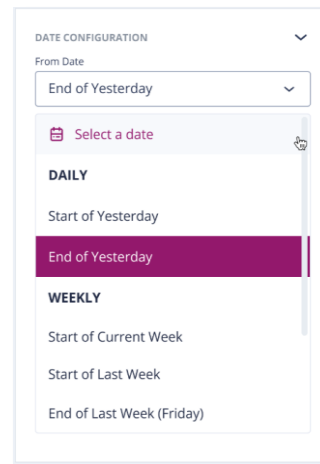 DATE CONFIGURATION
From Date
End of Yesterday
Select a date
DAILY
Start of Yesterday
End of Yesterday
WEEKLY
Start of Current Week
Start of Last Week
End of Last Week (Friday)